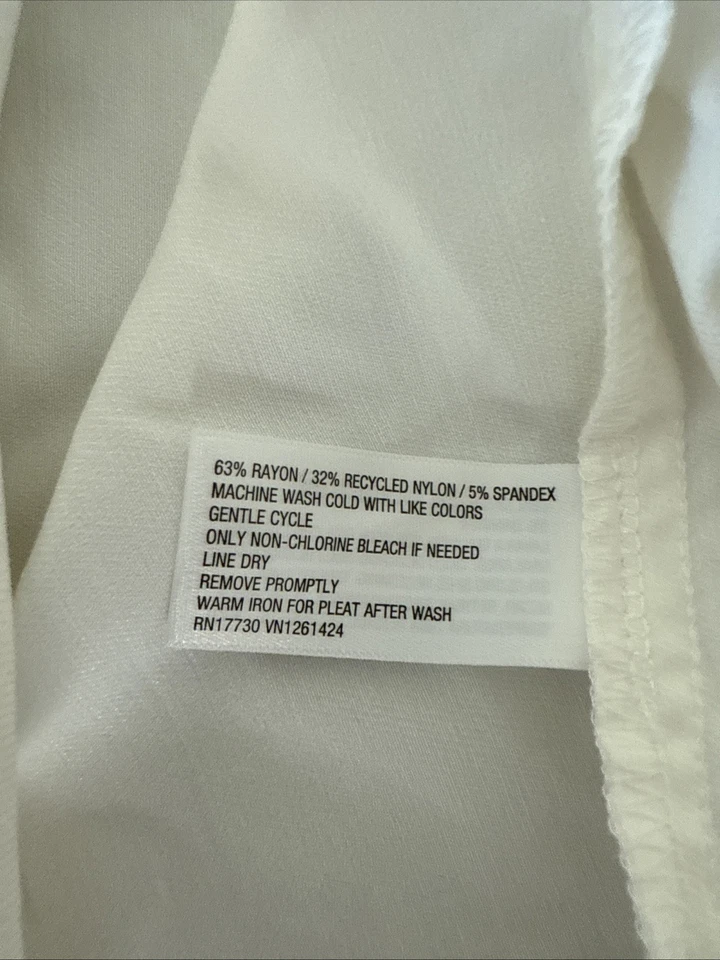 63% RAYON / 32% RECYCLED NYLON / 5% SPANDEX
MACHINE WASH COLD WITH LIKE COLORS
GENTLE CYCLE
ONLY NON-CHLORINE BLEACH IF NEEDED
LINE DRY
REMOVE PROMPTLY
WARM IRON FOR PLEAT AFTER WASH
RN17730 VN1261424